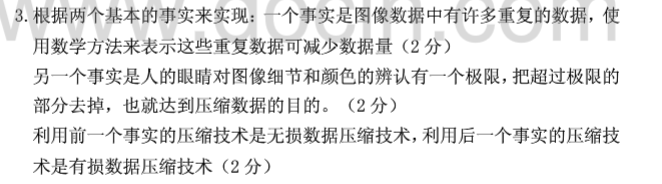 3.根据两个基本的事实来实现：一个事实是图像数据中有许多重复的数据，使
用数学方法来表示这些重复数据可减少数据量（2 分）
另一个事实是人的眼睛对图像细节和颜色的辨认有一个极限，把超过极限的
部分去掉，也就达到压缩数据的目的。（2 分）
利用前一个事实的压缩技术是无损数据压缩技术，利用后一个事实的压缩技
术是有损数据压缩技术（2 分）